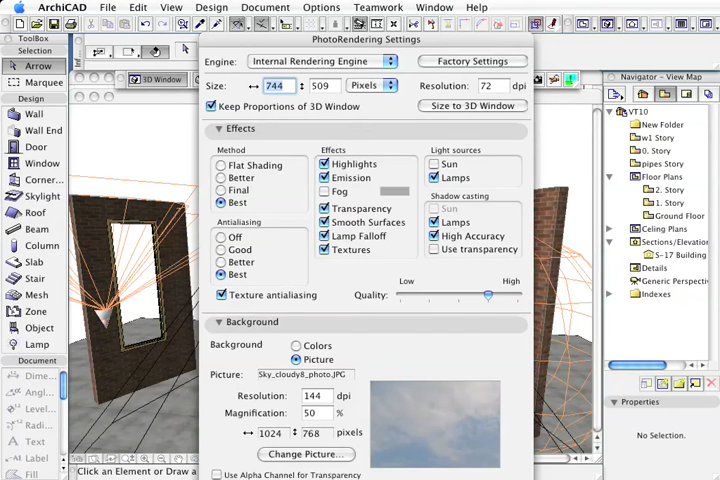 ArchiCAD File Edit View Design Document Options Teamwork Window Help
ToolBox
Selection
Arrow
Marquee
Design
Wall
Wall End
Door
Window
Corner...
Skylight
Roof
Beam
Column
Slab
Stair
Mesh
Zone
Object
Lamp
Document
Dime...
Angl...
Level...
Radi...
Text
Label
Fill
3D Window
PhotoRendering Settings
Engine: Internal Rendering Engine Factory Settings
Size: 744 509 Pixels Resolution: 72 dpi
Keep Proportions of 3D Window Size to 3D Window
Effects
Method
Flat Shading
Better
Final
Best
Antialiasing
Off
Good
Better
Best
Texture antialiasing
Effects
Highlights
Emission
Fog
Transparency
Smooth Surfaces
Lamp Falloff
Textures
Light sources
Sun
Lamps
Shadow casting
Sun
Lamps
High Accuracy
Use transparency
Low High
Quality:
Background
Background Colors
Picture
Picture: Sky_cloudy8_photo.JPG
Resolution: 144 dpi
Magnification: 50 %
1024 768 pixels
Change Picture...
Use Alpha Channel for Transparency
Click an Element or Draw a
Navigator - View Map
VT10
New Folder
w1 Story
0. Story
pipes Story
Floor Plans
2. Story
1. Story
Ground Floor
Ceiling Plans
Sections/Elevation
S-17 Building
Details
Generic Perspectiv
Indexes
Properties
No Selection.